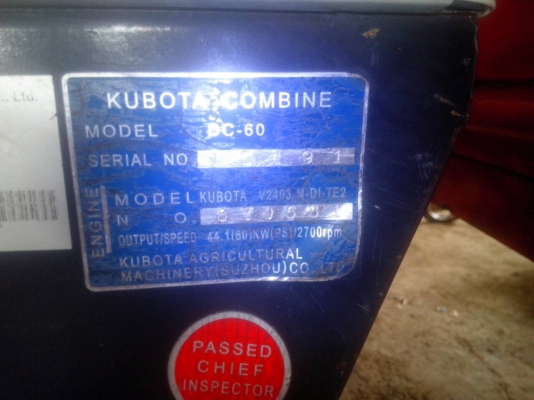 ., Ltd.
KUBOTA COMBINE
MODEL DC-60
SERIAL NO.
ENGINE
MODEL KUBOTA V2403-M-DI-TE2
N O.
OUTPUT/SPEED 44.1(60)KW(PS)/2700rpm
KUBOTA AGRICULTURAL
MACHINERY(SUZHOU)CO.,LTD
PASSED
CHIEF
INSPECTOR